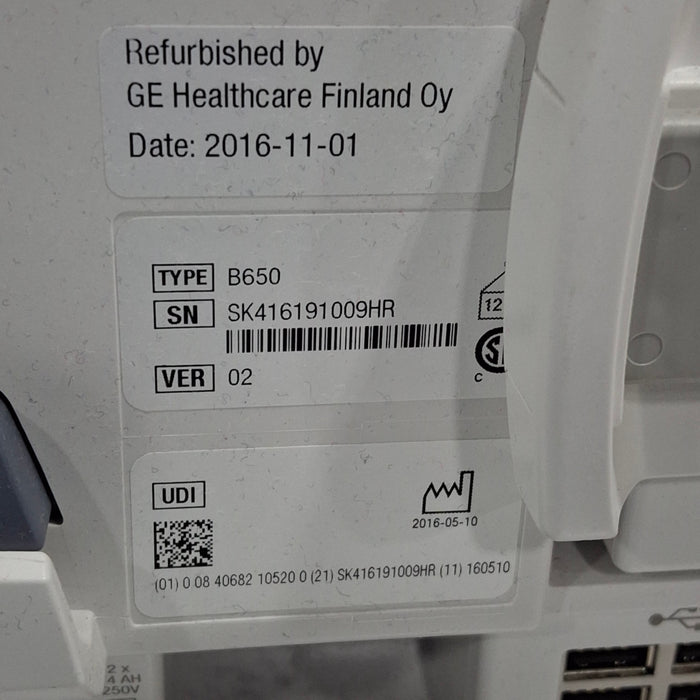 Refurbished by
GE Healthcare Finland Oy
Date: 2016-11-01
TYPE B650
SN SK416191009HR
12
C
VER 02
UDI
2016-05-10
(01) 0 08 40682 10520 0 (21) SK416191009HR (11) 160510
2 x
4 AH
250V